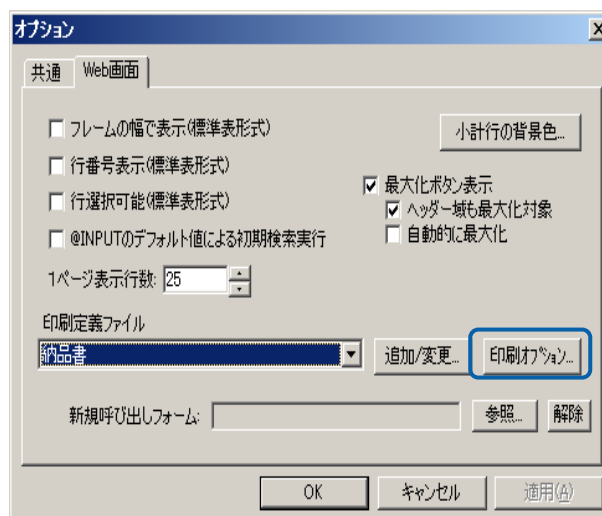 オプション
共通 Web画面
フレームの幅で表示(標準表形式)
小計行の背景色...
行番号表示(標準表形式)
最大化ボタン表示
行選択可能(標準表形式)
ヘッダー域も最大化対象
@INPUTのデフォルト値による初期検索実行
自動的に最大化
1ページ表示行数: 25
印刷定義ファイル
納品書 追加/変更... 印刷オプション...
新規呼び出しフォーム: 参照... 解除
OK キャンセル 適用(A)